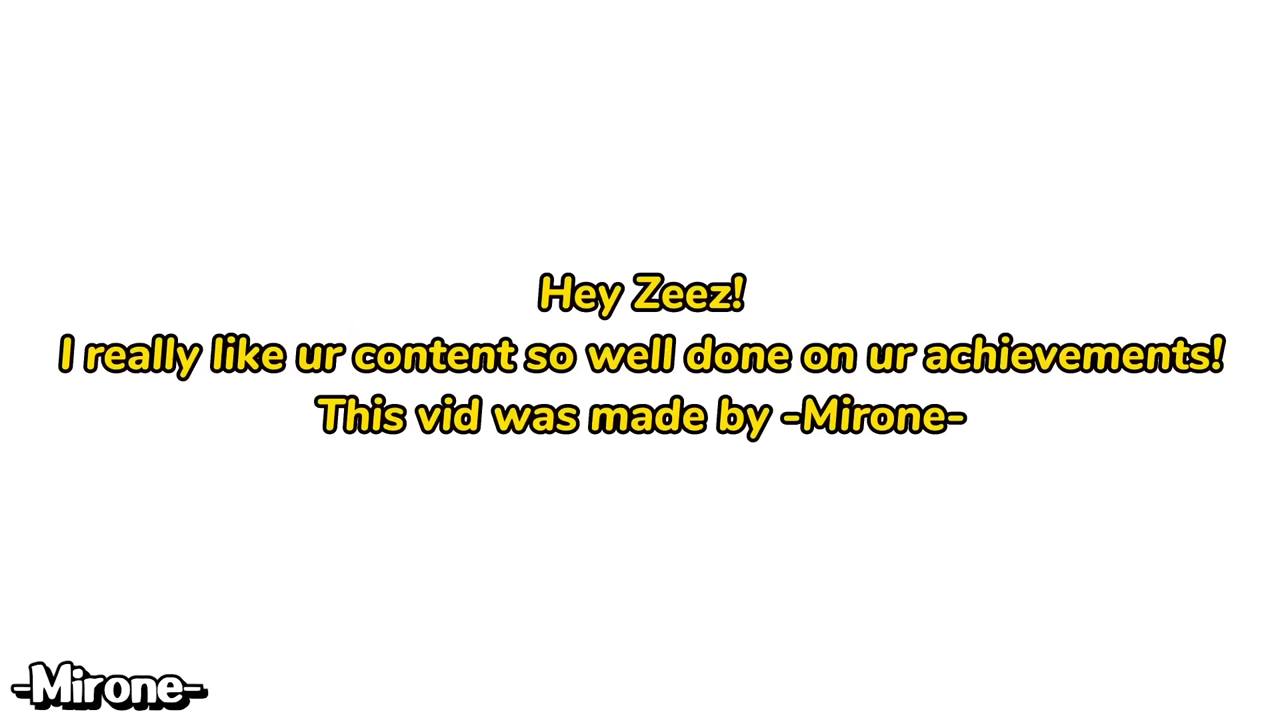 Hey Zeez!
I really like ur content so well done on ur achievements!
This vid was made by -Mirone-
-Mirone-